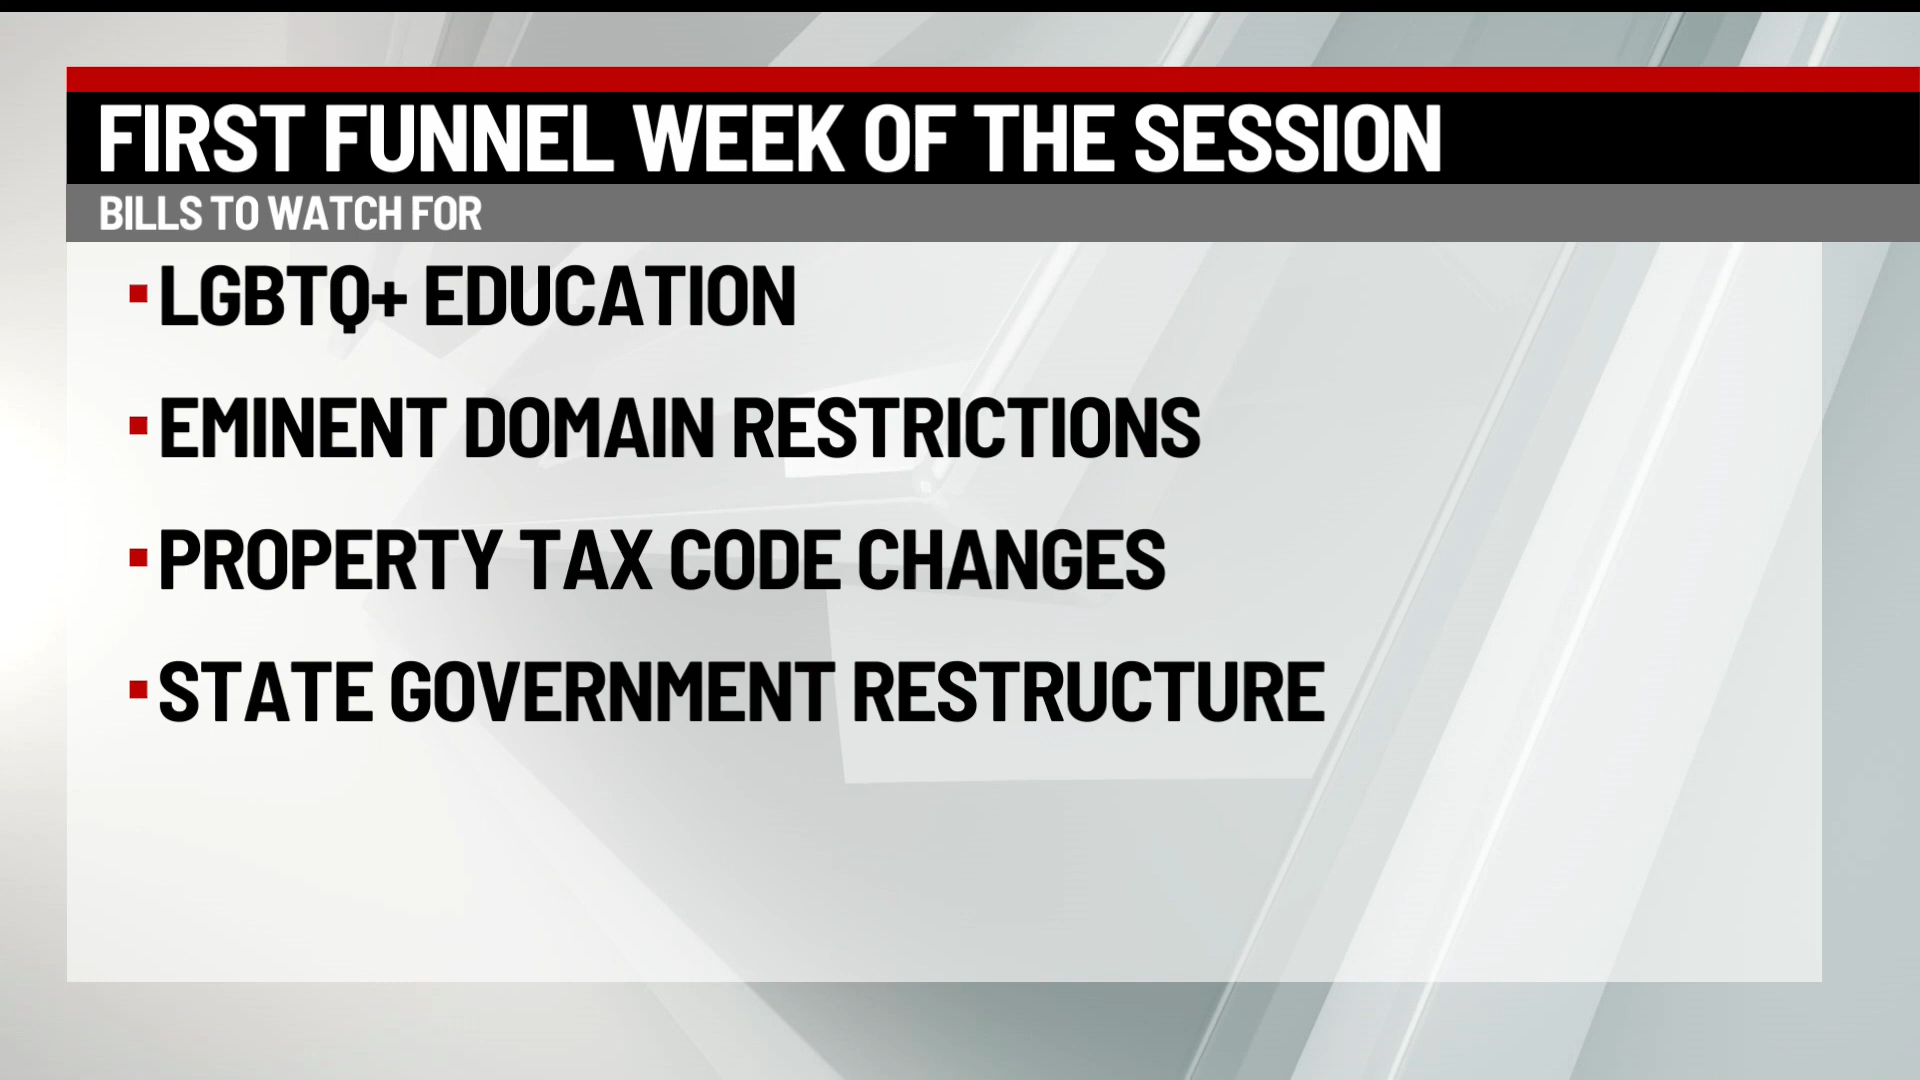 FIRST FUNNEL WEEK OF THE SESSION
BILLS TO WATCH FOR
▪LGBTQ+ EDUCATION
▪EMINENT DOMAIN RESTRICTIONS
▪PROPERTY TAX CODE CHANGES
▪STATE GOVERNMENT RESTRUCTURE